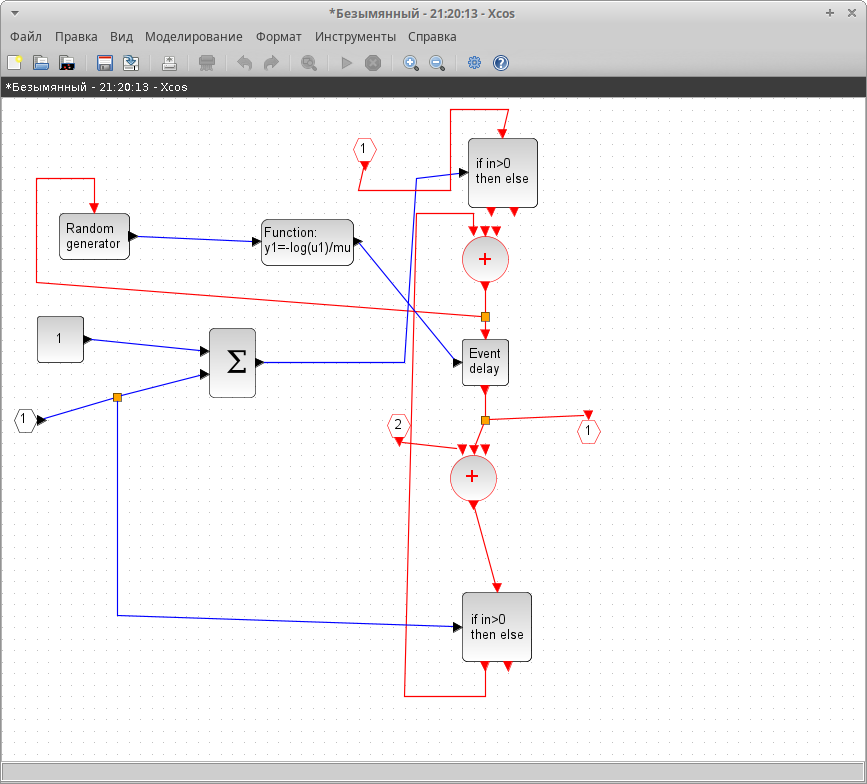 *Безымянный - 21:20:13 - Xcos
Файл Правка Вид Моделирование Формат Инструменты Справка
*Безымянный - 21:20:13 - Xcos
1
if in>0
then else
Random
generator
Function:
y1=-log(u1)/mu
+
1
Σ
Event
delay
1
2
1
+
if in>0
then else